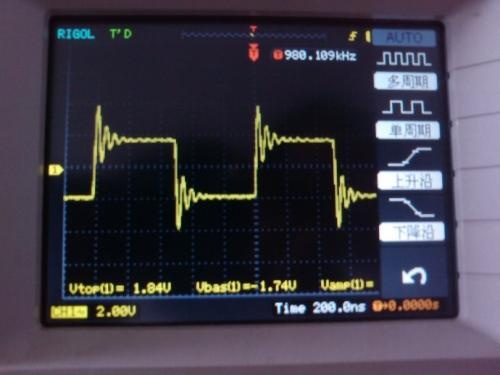 RIGOL T'D
AUTO
980.109kHz
多周期
单周期
上升沿
下降沿
Vtop(1)= 1.84V Vbas(1)=-1.74V Vamp(1)=
CH1 2.00V Time 200.0ns T→0.0000s